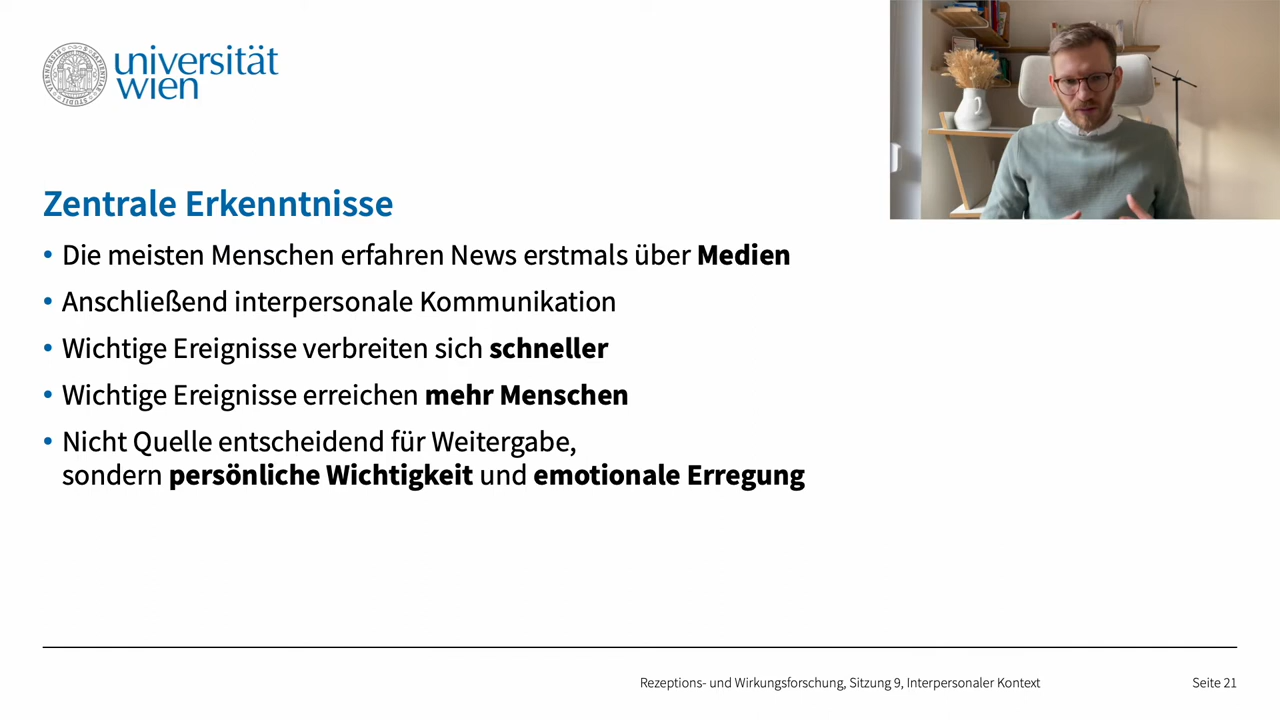 universität
wien
Zentrale Erkenntnisse
• Die meisten Menschen erfahren News erstmals über Medien
• Anschließend interpersonale Kommunikation
• Wichtige Ereignisse verbreiten sich schneller
• Wichtige Ereignisse erreichen mehr Menschen
• Nicht Quelle entscheidend für Weitergabe,
sondern persönliche Wichtigkeit und emotionale Erregung
Rezeptions- und Wirkungsforschung, Sitzung 9, Interpersonaler Kontext
Seite 21